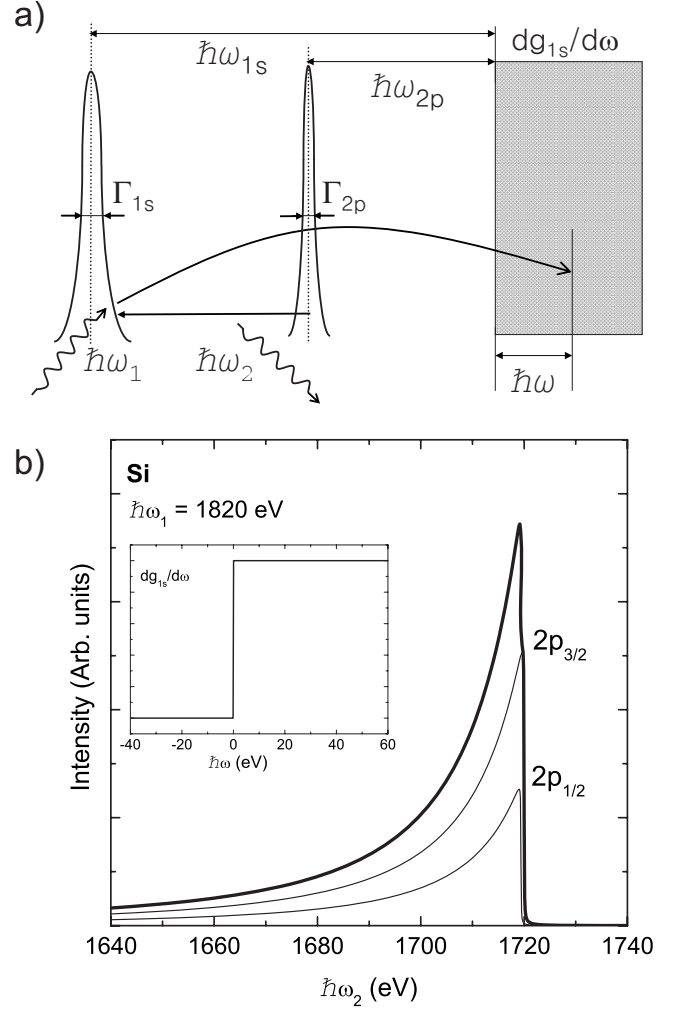 a)
dg₁ₛ/dω
ℏω₁ₛ
ℏω₂ₚ
Γ₁ₛ
Γ₂ₚ
ℏω₁
ℏω₂
ℏω
b)
Si
ℏω₁ = 1820 eV
dg₁ₛ/dω
-40 -20 0 20 40 60
ℏω (eV)
2p₃/₂
2p₁/₂
Intensity (Arb. units)
1640 1660 1680 1700 1720 1740
ℏω₂ (eV)